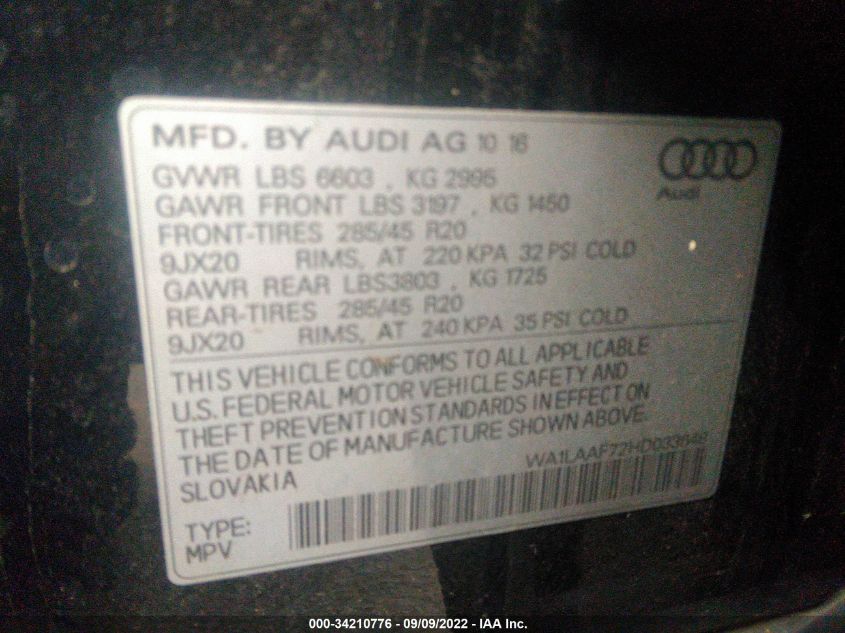 MFD. BY AUDI AG 10 16
Audi
GVWR LBS 6603 . KG 2995
GAWR FRONT LBS 3197 . KG 1450
FRONT-TIRES 285/45 R20
9JX20 RIMS, AT 220 KPA 32 PSI COLD
GAWR REAR LBS3803 . KG 1725
REAR-TIRES 285/45 R20
9JX20 RIMS, AT 240 KPA 35 PSI COLD
THIS VEHICLE CONFORMS TO ALL APPLICABLE
U.S. FEDERAL MOTOR VEHICLE SAFETY AND
THEFT PREVENTION STANDARDS IN EFFECT ON
THE DATE OF MANUFACTURE SHOWN ABOVE.
SLOVAKIA
WA1LAAF72HD033648
TYPE:
MPV
000-34210776 - 09/09/2022 - IAA Inc.